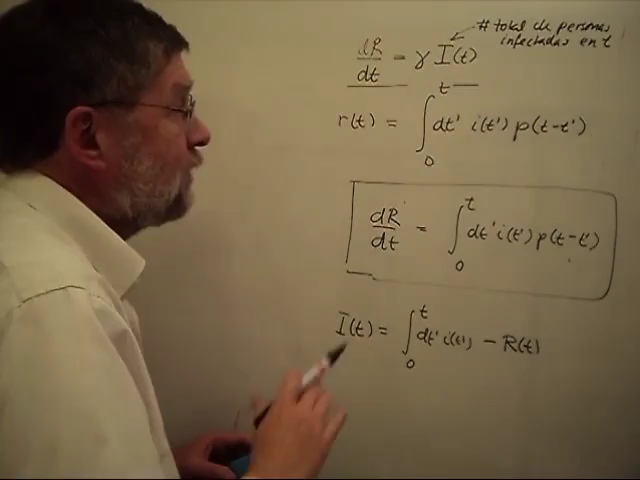 # total de personas
infectadas en t
dR/dt = γ I(t)
r(t) = ∫₀ᵗ dt' i(t') p(t-t')
dR/dt = ∫₀ᵗ dt' i(t') p(t-t')
I(t) = ∫₀ᵗ dt' i(t') - R(t)